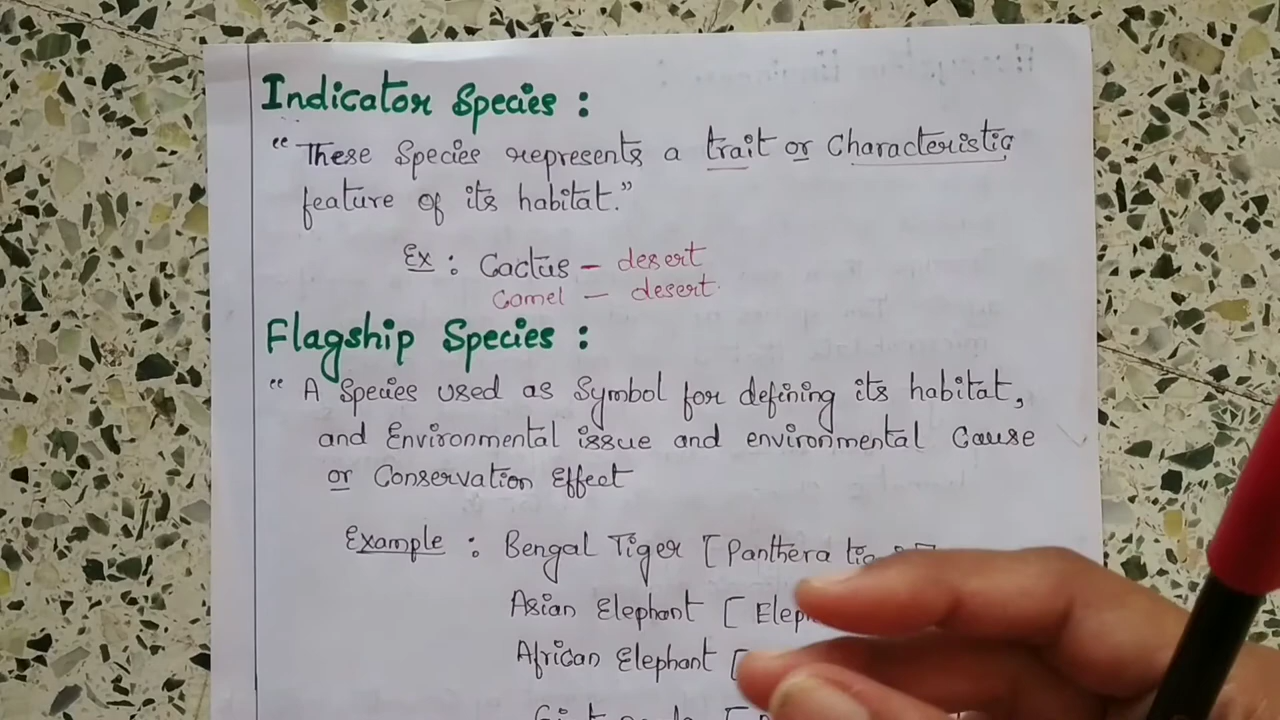 Indicator Species :
"These Species represents a trait or Characteristic
feature of its habitat."
Ex : Cactus - desert
Camel - desert
Flagship Species :
"A Species used as Symbol for defining its habitat,
and Environmental issue and environmental Cause
or Conservation Effect
Example : Bengal Tiger [Panthera
Asian Elephant [
African Elephant [